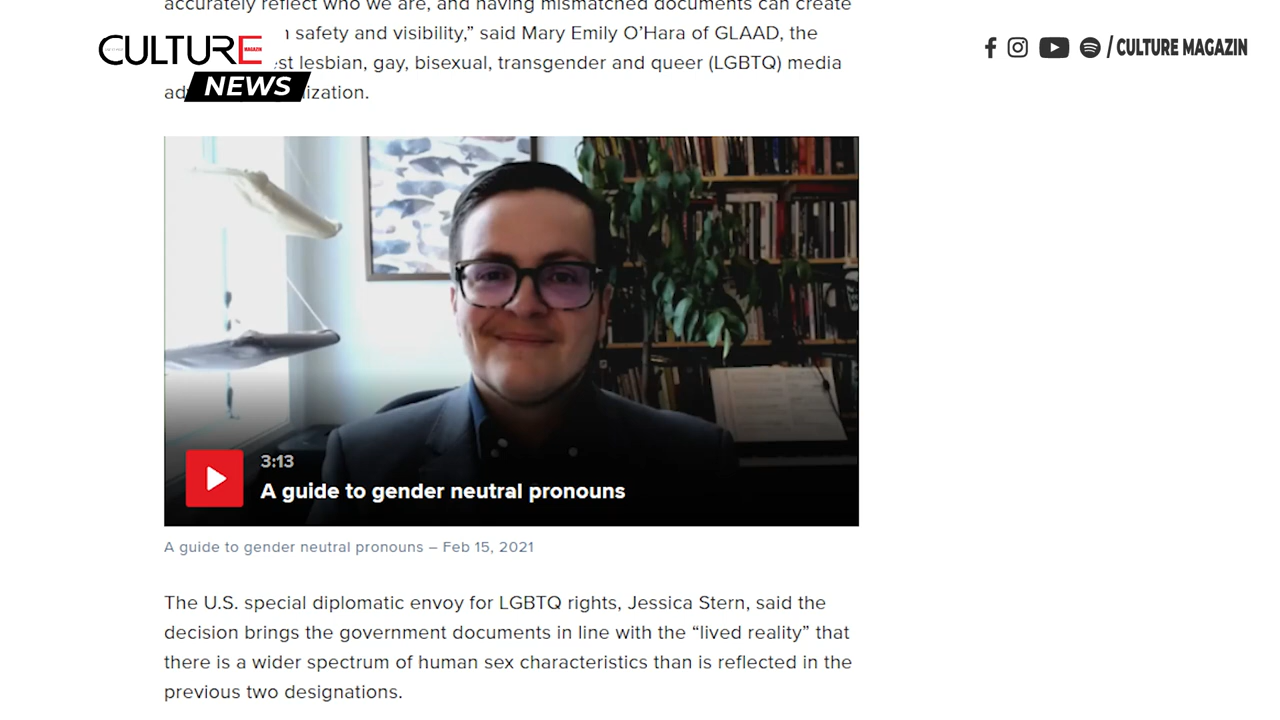 accurately reflect who we are, and having mismatched documents can create
safety and visibility,” said Mary Emily O’Hara of GLAAD, the
lesbian, gay, bisexual, transgender and queer (LGBTQ) media
CULTURE
MAGAZIN
NEWS
/ CULTURE MAGAZIN
3:13
A guide to gender neutral pronouns
A guide to gender neutral pronouns – Feb 15, 2021
The U.S. special diplomatic envoy for LGBTQ rights, Jessica Stern, said the
decision brings the government documents in line with the “lived reality” that
there is a wider spectrum of human sex characteristics than is reflected in the
previous two designations.